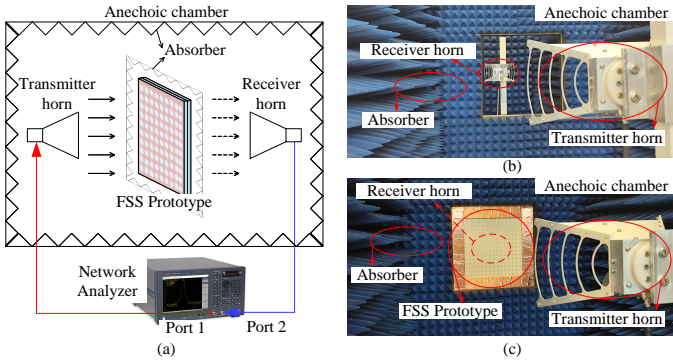 Anechoic chamber
Absorber
Transmitter
horn
Receiver
horn
FSS Prototype
Network
Analyzer
Port 1
Port 2
(a)
Anechoic chamber
Receiver horn
Absorber
Transmitter horn
(b)
Receiver horn
Anechoic chamber
Absorber
FSS Prototype
Transmitter horn
(c)